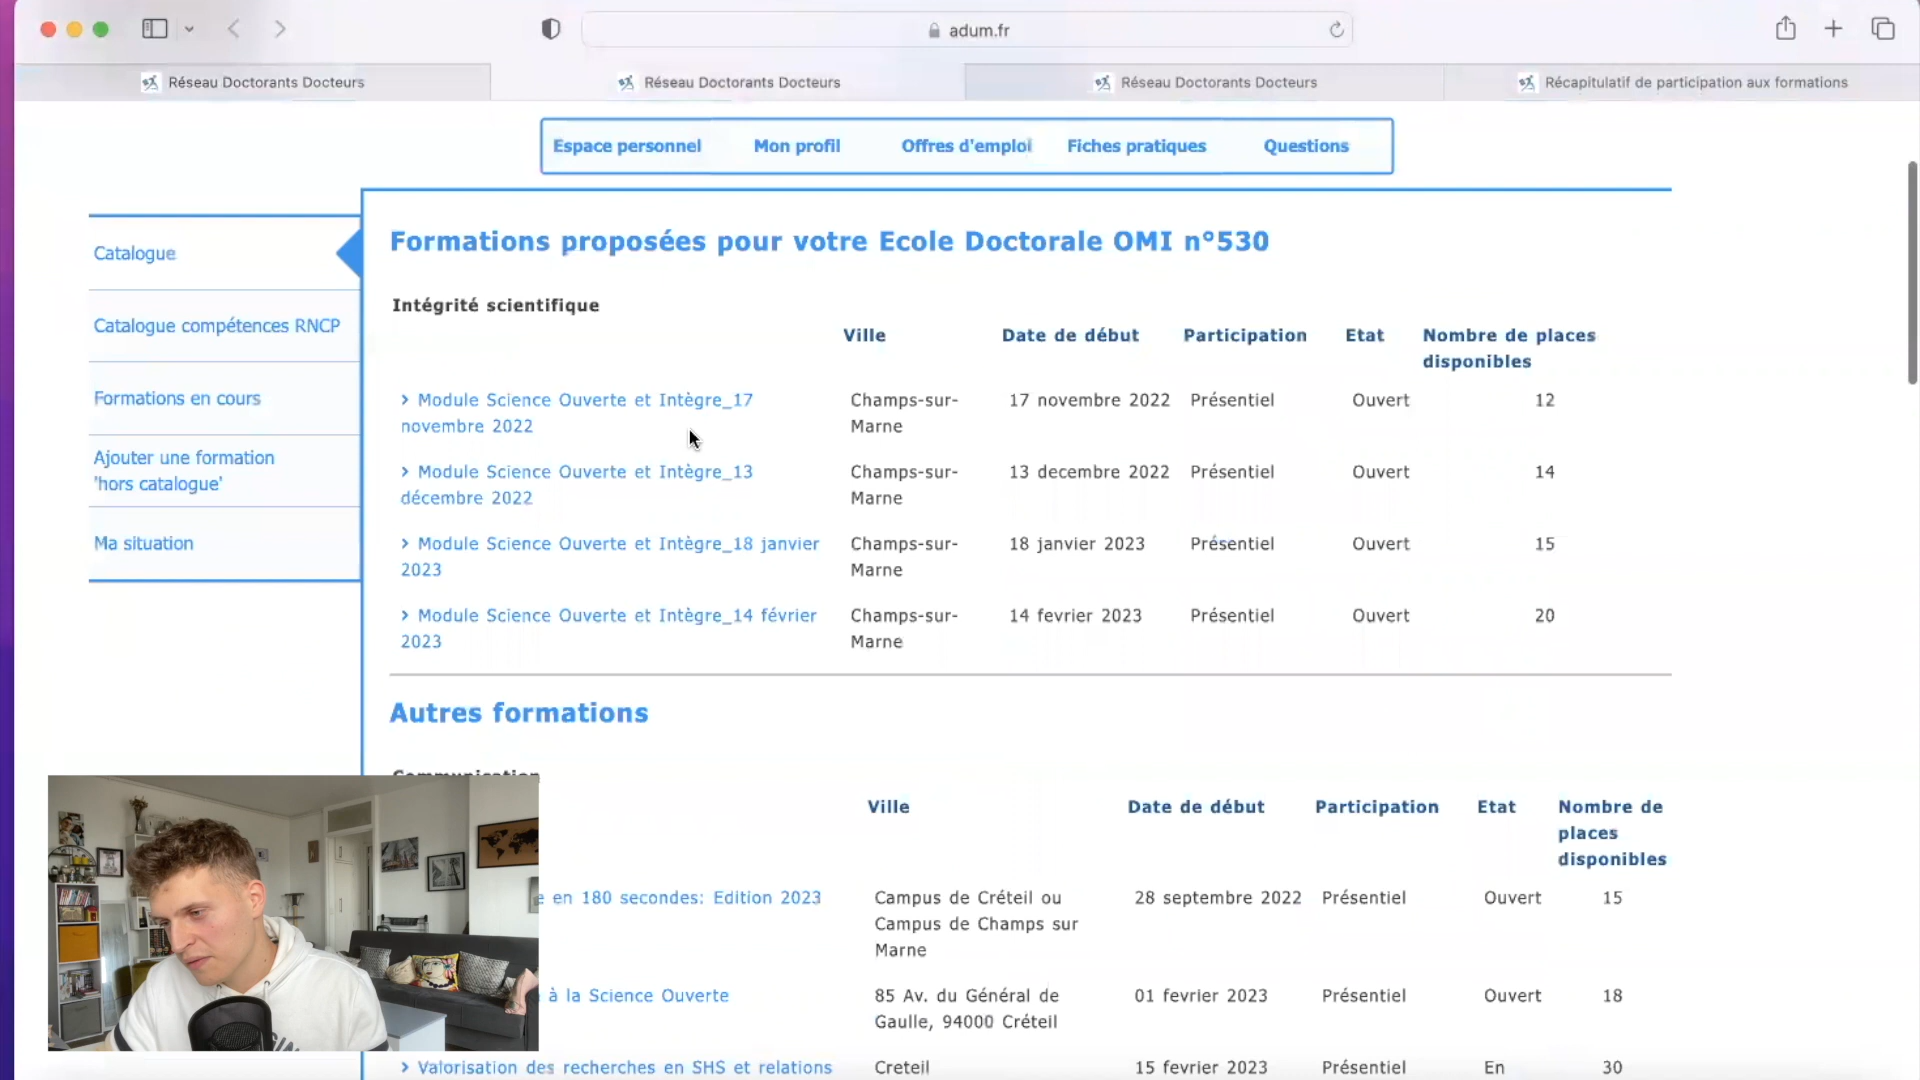 adum.fr
Réseau Doctorants Docteurs
Réseau Doctorants Docteurs
Réseau Doctorants Docteurs
Récapitulatif de participation aux formations
Espace personnel
Mon profil
Offres d'emploi
Fiches pratiques
Questions
Catalogue
Catalogue compétences RNCP
Formations en cours
Ajouter une formation
'hors catalogue'
Ma situation
Formations proposées pour votre Ecole Doctorale OMI n°530
Intégrité scientifique
Ville Date de début Participation Etat Nombre de places
disponibles
> Module Science Ouverte et Intègre_17 Champs-sur- 17 novembre 2022 Présentiel Ouvert 12
novembre 2022 Marne
> Module Science Ouverte et Intègre_13 Champs-sur- 13 decembre 2022 Présentiel Ouvert 14
décembre 2022 Marne
> Module Science Ouverte et Intègre_18 janvier Champs-sur- 18 janvier 2023 Présentiel Ouvert 15
2023 Marne
> Module Science Ouverte et Intègre_14 février Champs-sur- 14 fevrier 2023 Présentiel Ouvert 20
2023 Marne
Autres formations
Communication
Ville Date de début Participation Etat Nombre de
places
disponibles
en 180 secondes: Edition 2023 Campus de Créteil ou 28 septembre 2022 Présentiel Ouvert 15
Campus de Champs sur
Marne
à la Science Ouverte 85 Av. du Général de 01 fevrier 2023 Présentiel Ouvert 18
Gaulle, 94000 Créteil
> Valorisation des recherches en SHS et relations Creteil 15 fevrier 2023 Présentiel En 30